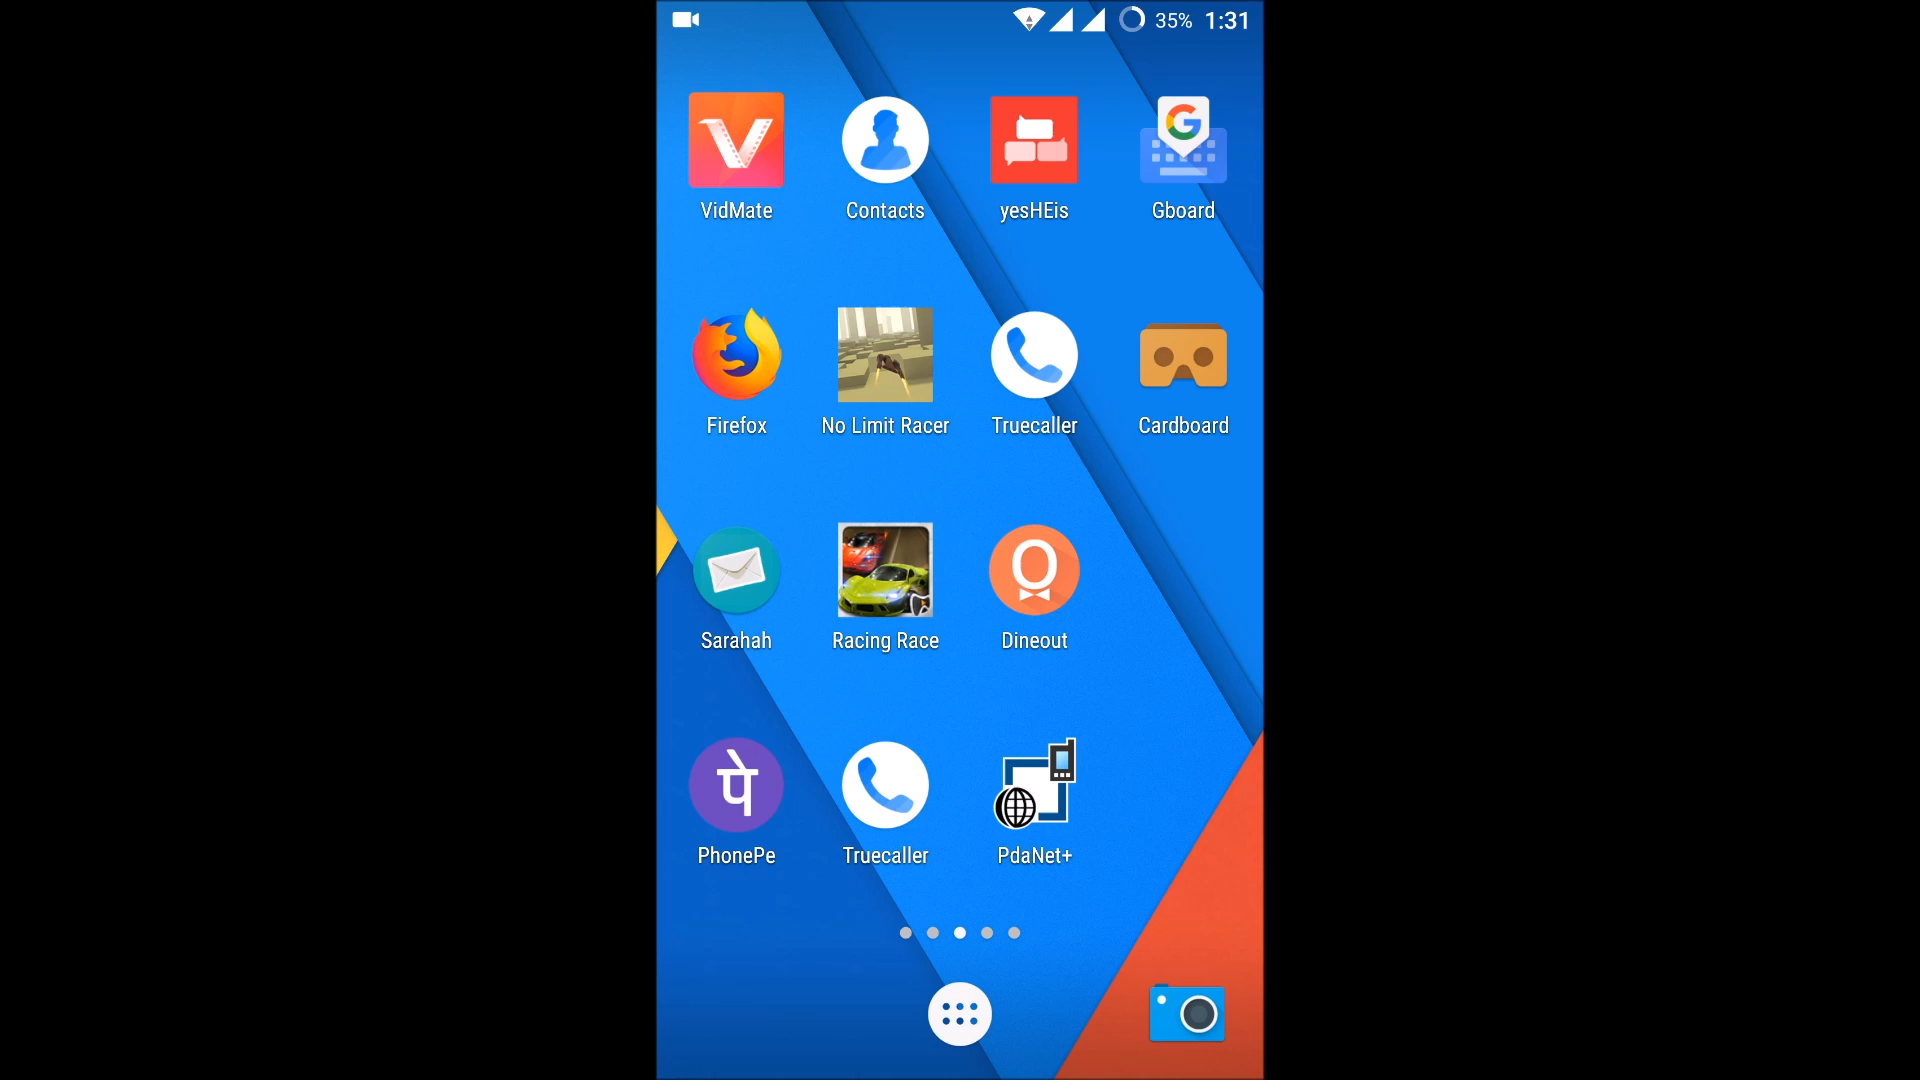 35% 1:31
VidMate Contacts yesHEis Gboard
Firefox No Limit Racer Truecaller Cardboard
Sarahah Racing Race Dineout
पे
PhonePe Truecaller PdaNet+